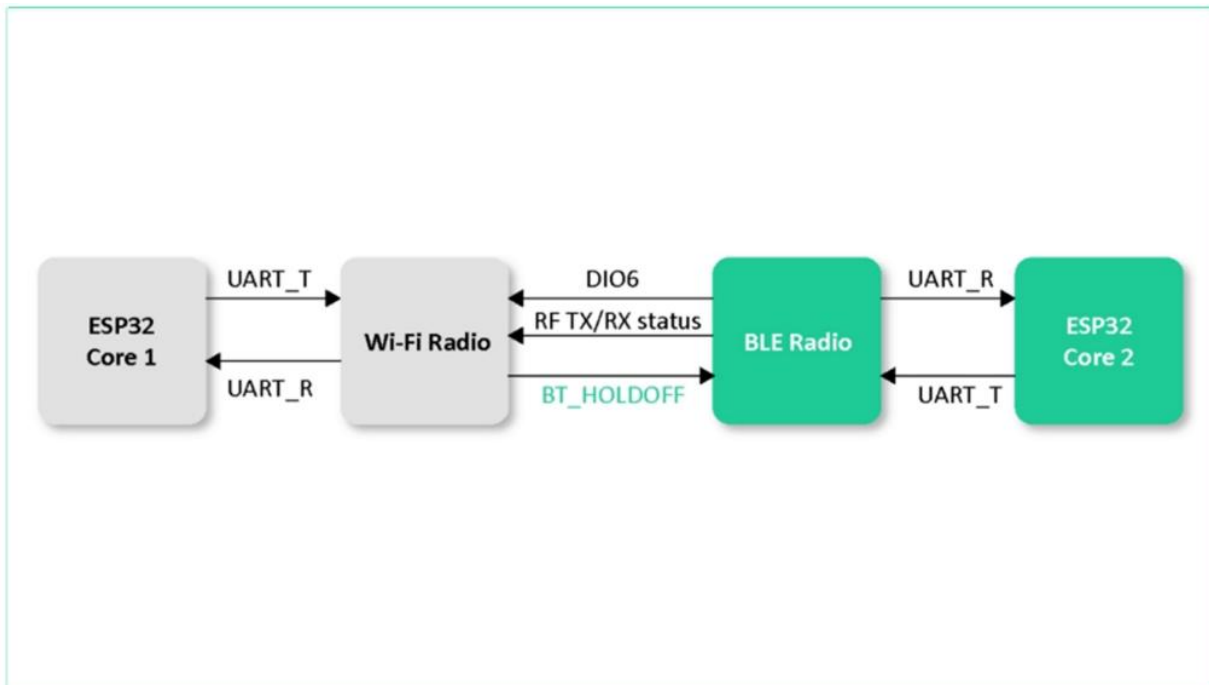 ESP32
Core 1
UART_T
UART_R
Wi-Fi Radio
DIO6
RF TX/RX status
BT_HOLDOFF
BLE Radio
UART_R
UART_T
ESP32
Core 2